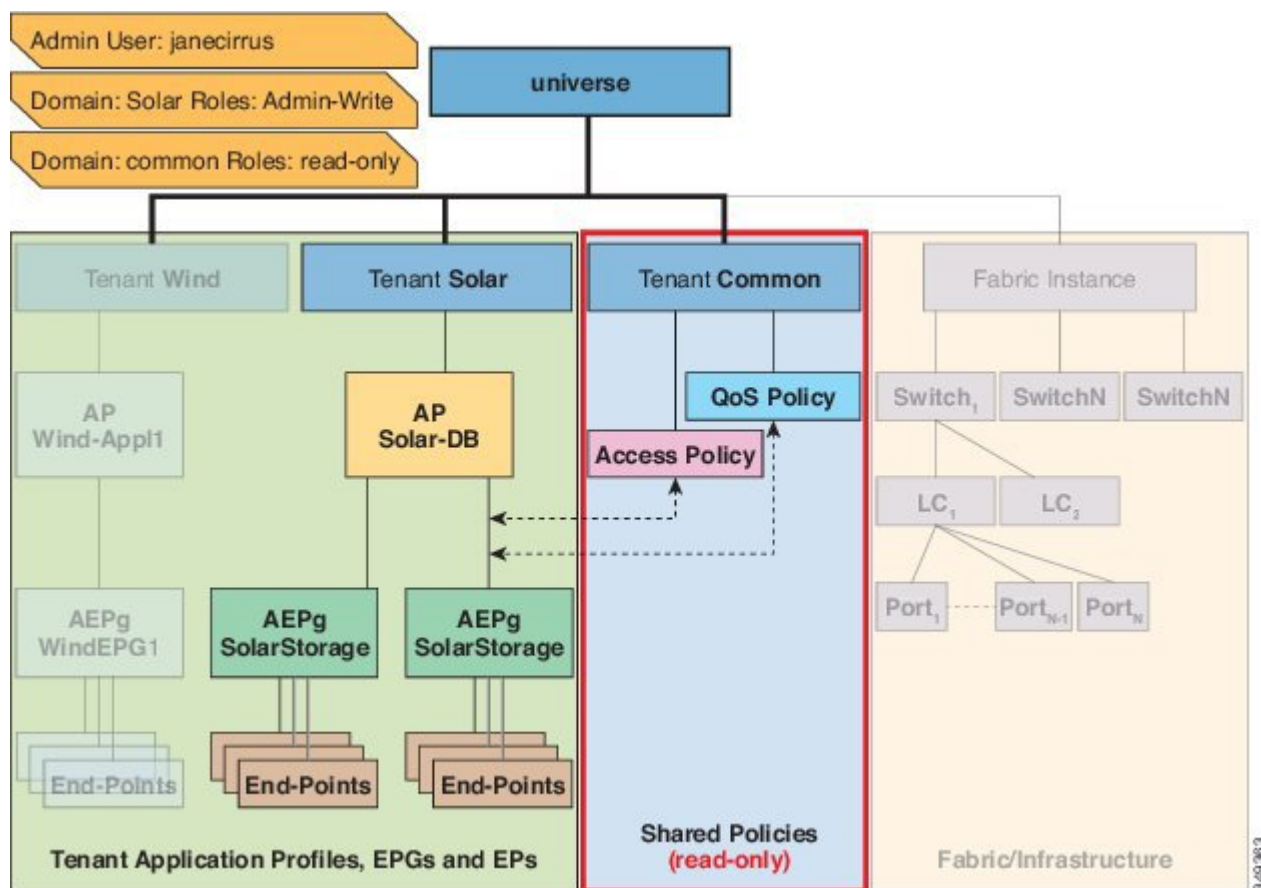 Admin User: janecirrus
Domain: Solar Roles: Admin-Write
Domain: common Roles: read-only
universe
Tenant Wind
Tenant Solar
Tenant Common
Fabric Instance
AP
Wind-Appl1
AP
Solar-DB
QoS Policy
Access Policy
Switch₁
SwitchN
SwitchN
LC₁
LC₂
Port₁
Port_N-1
Port_N
AEPg
WindEPG1
AEPg
SolarStorage
AEPg
SolarStorage
End-Points
End-Points
End-Points
Tenant Application Profiles, EPGs and EPs
Shared Policies
(read-only)
Fabric/Infrastructure
349363